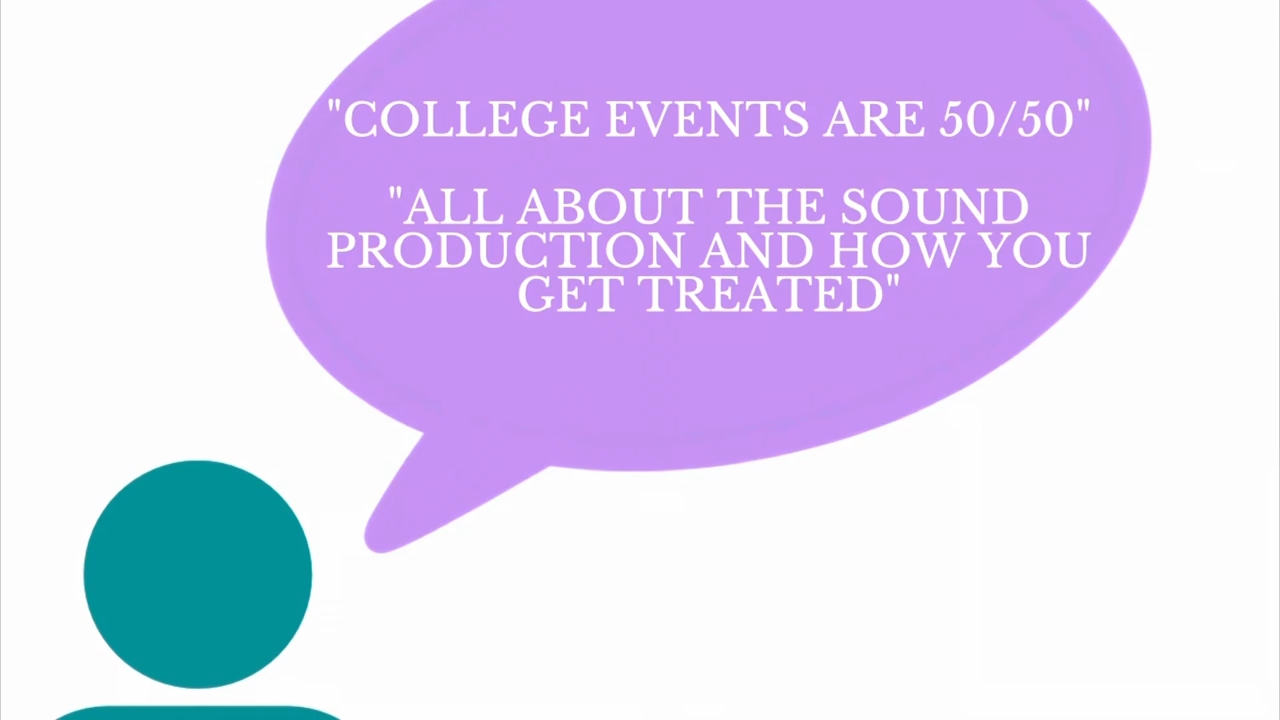 "COLLEGE EVENTS ARE 50/50"
"ALL ABOUT THE SOUND
PRODUCTION AND HOW YOU
GET TREATED"